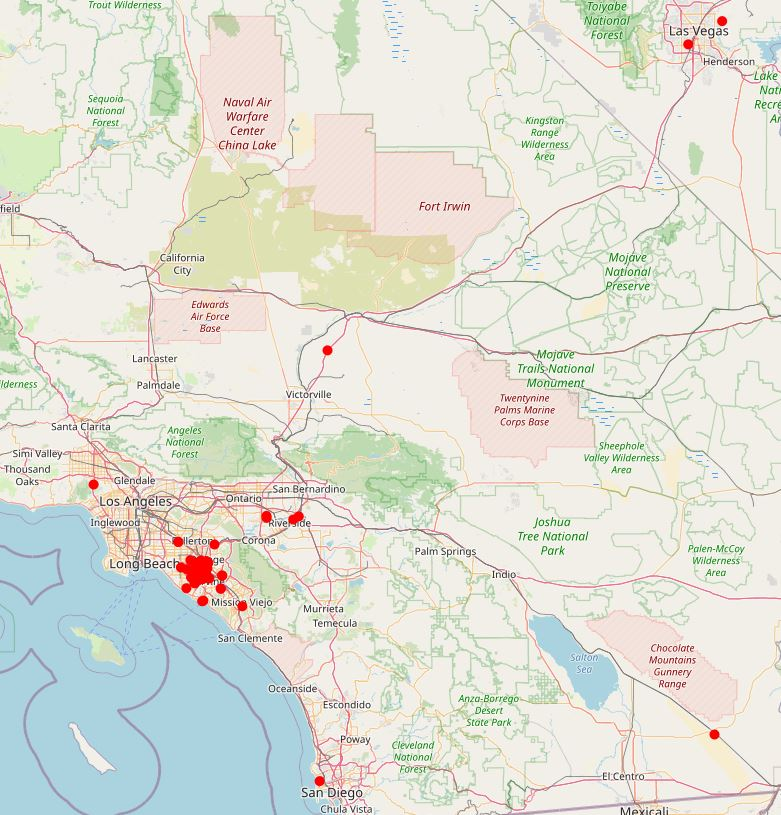 Trout Wilderness
Toiyabe
National
Forest
Las Vegas
Henderson
Lake
Sequoia
National
Forest
Naval Air
Warfare
Center
China Lake
Kingston
Range
Wilderness
Area
Fort Irwin
field
California
City
Mojave
National
Preserve
Edwards
Air Force
Base
Lancaster
Palmdale
Mojave
Trails National
Monument
Victorville
Twentynine
Palms Marine
Corps Base
Santa Clarita
Angeles
National
Forest
Sheephole
Valley Wilderness
Area
Simi Valley
Thousand
Oaks
Glendale
Los Angeles
Inglewood
Ontario
San Bernardino
Riverside
Corona
Joshua
Tree National
Park
Palen-McCoy
Wilderness
Area
Palm Springs
Indio
Long Beach
Mission Viejo
Murrieta
Temecula
San Clemente
Oceanside
Escondido
Salton
Sea
Chocolate
Mountains
Gunnery
Range
Anza-Borrego
Desert
State Park
Poway
Cleveland
National
Forest
San Diego
Chula Vista
El Centro
Mexicali